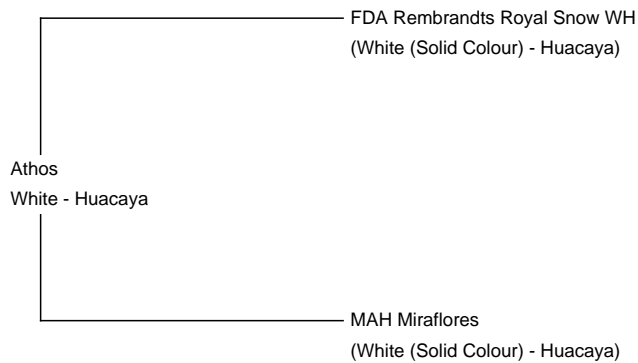 FDA Rembrandts Royal Snow WH
(White (Solid Colour) - Huacaya)
Athos
White - Huacaya
MAH Miraflores
(White (Solid Colour) - Huacaya)